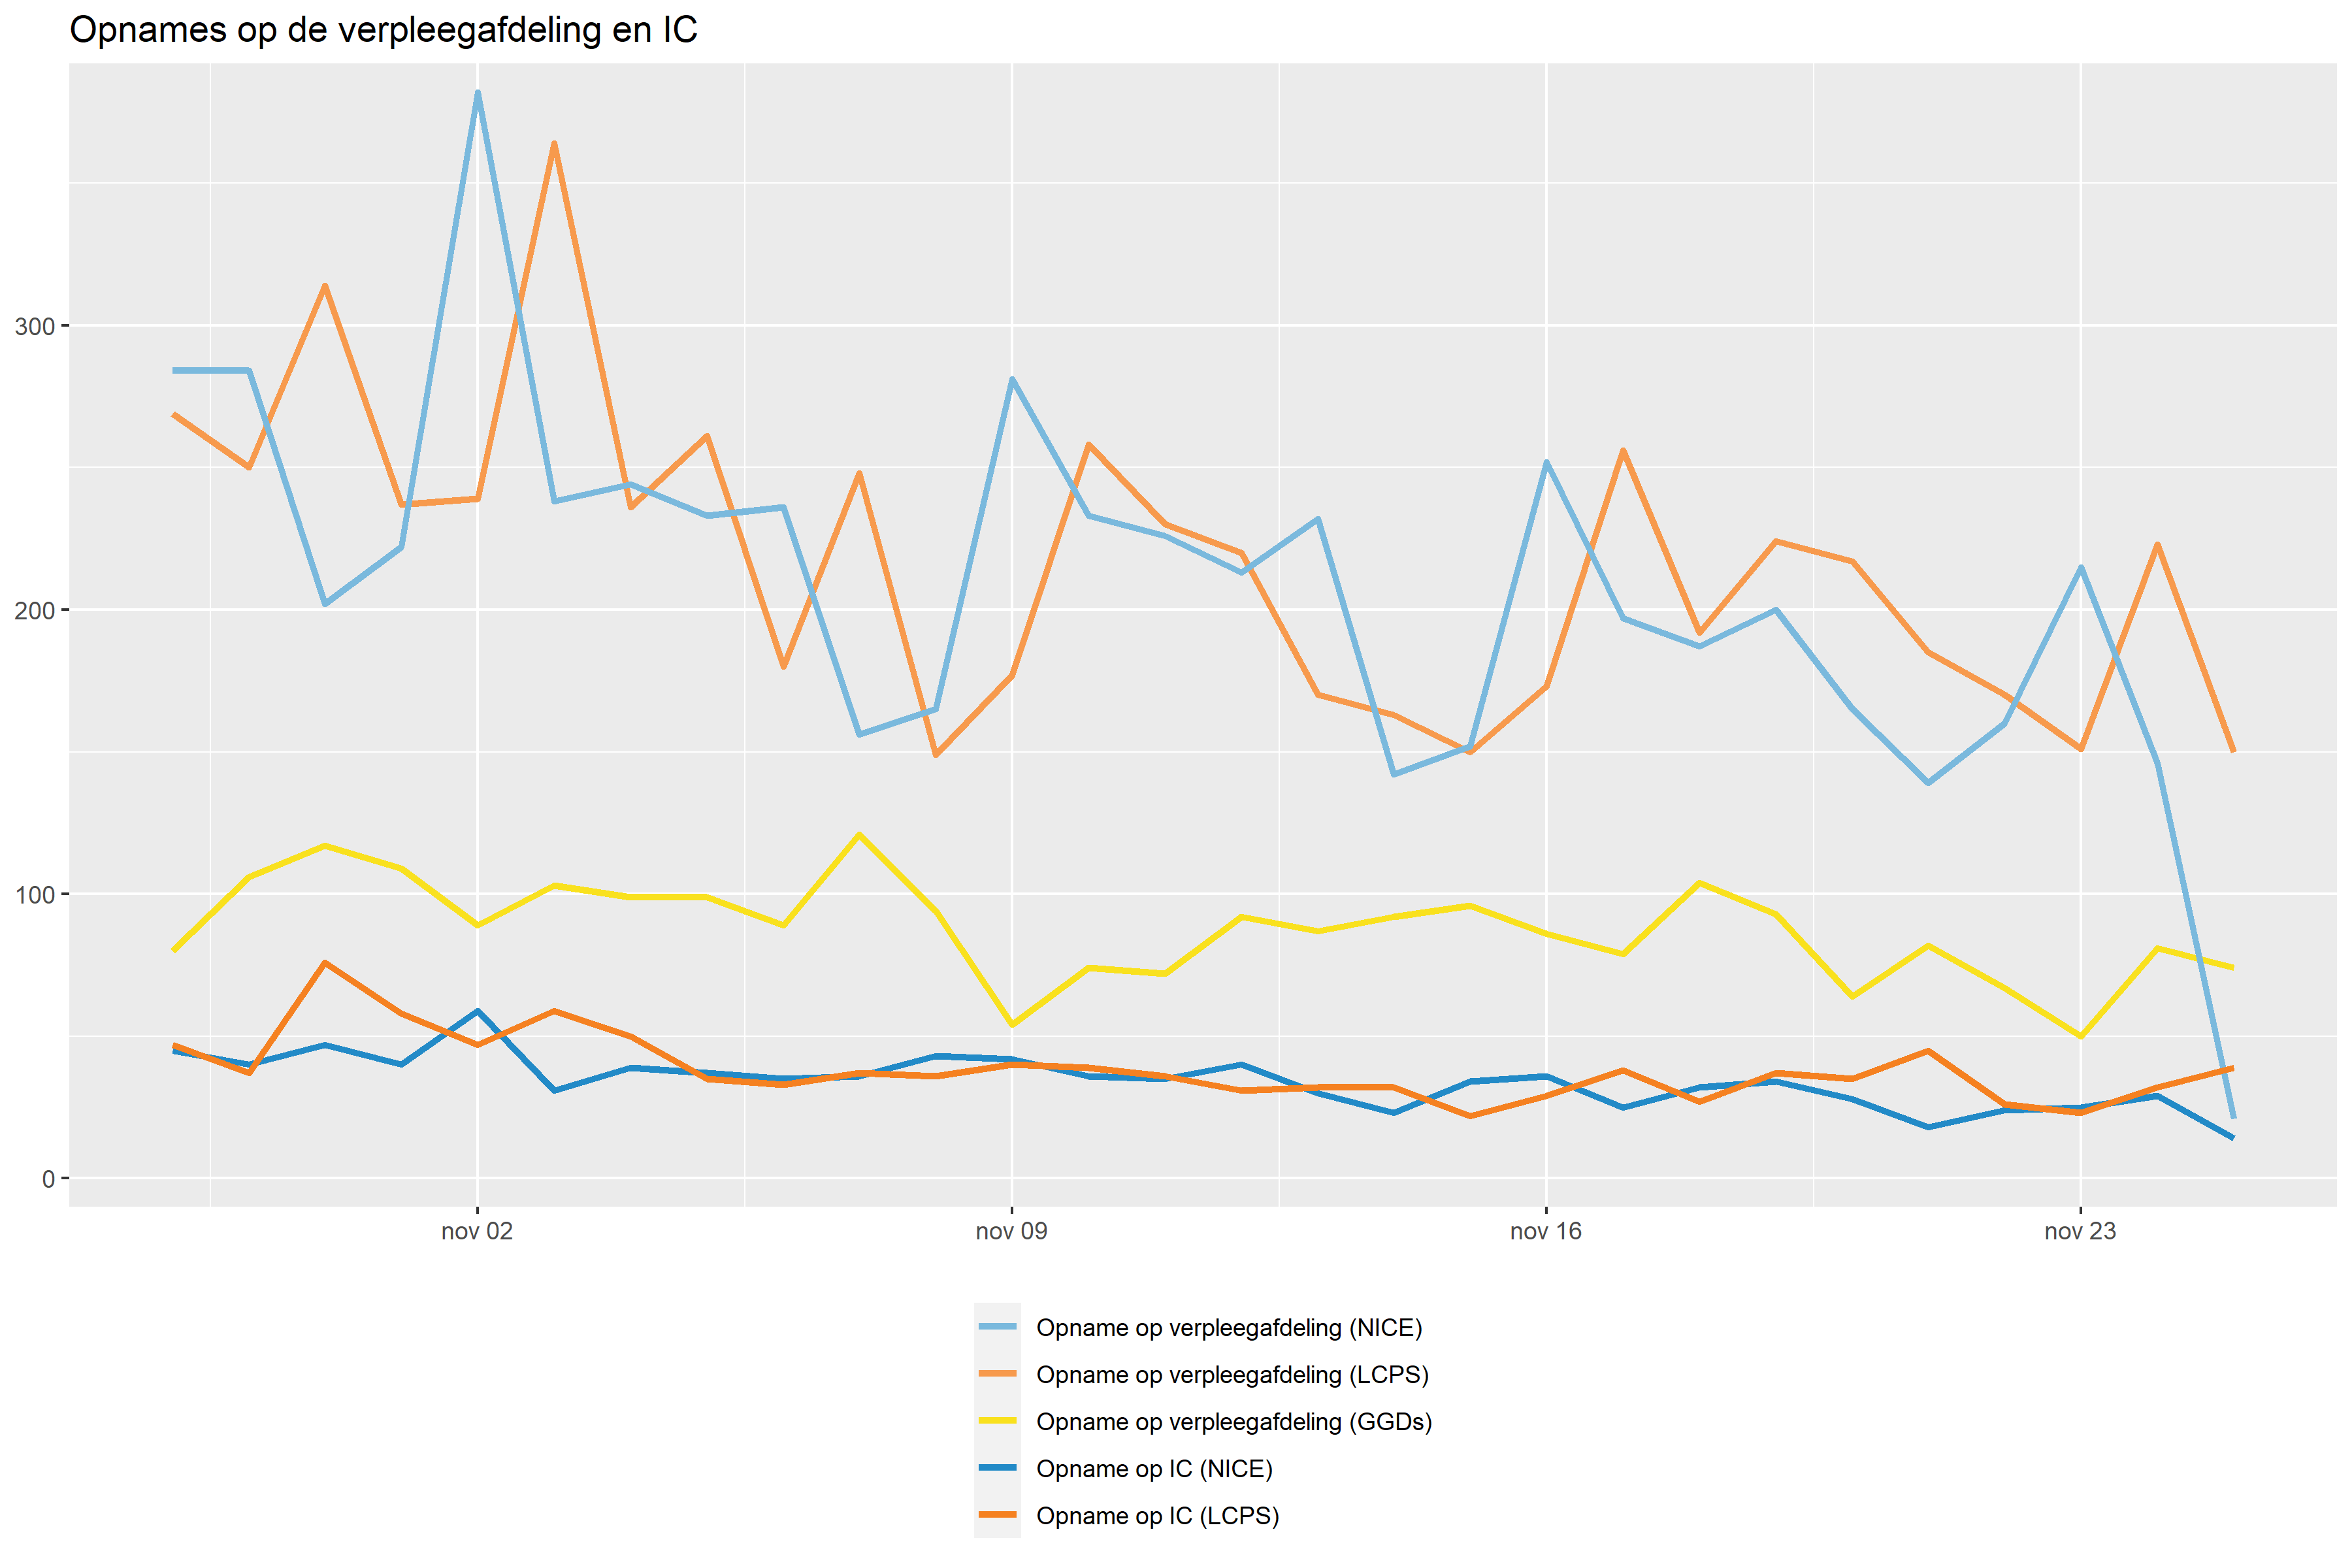 Opnames op de verpleegafdeling en IC
300
200
100
0
nov 02
nov 09
nov 16
nov 23
Opname op verpleegafdeling (NICE)
Opname op verpleegafdeling (LCPS)
Opname op verpleegafdeling (GGDs)
Opname op IC (NICE)
Opname op IC (LCPS)